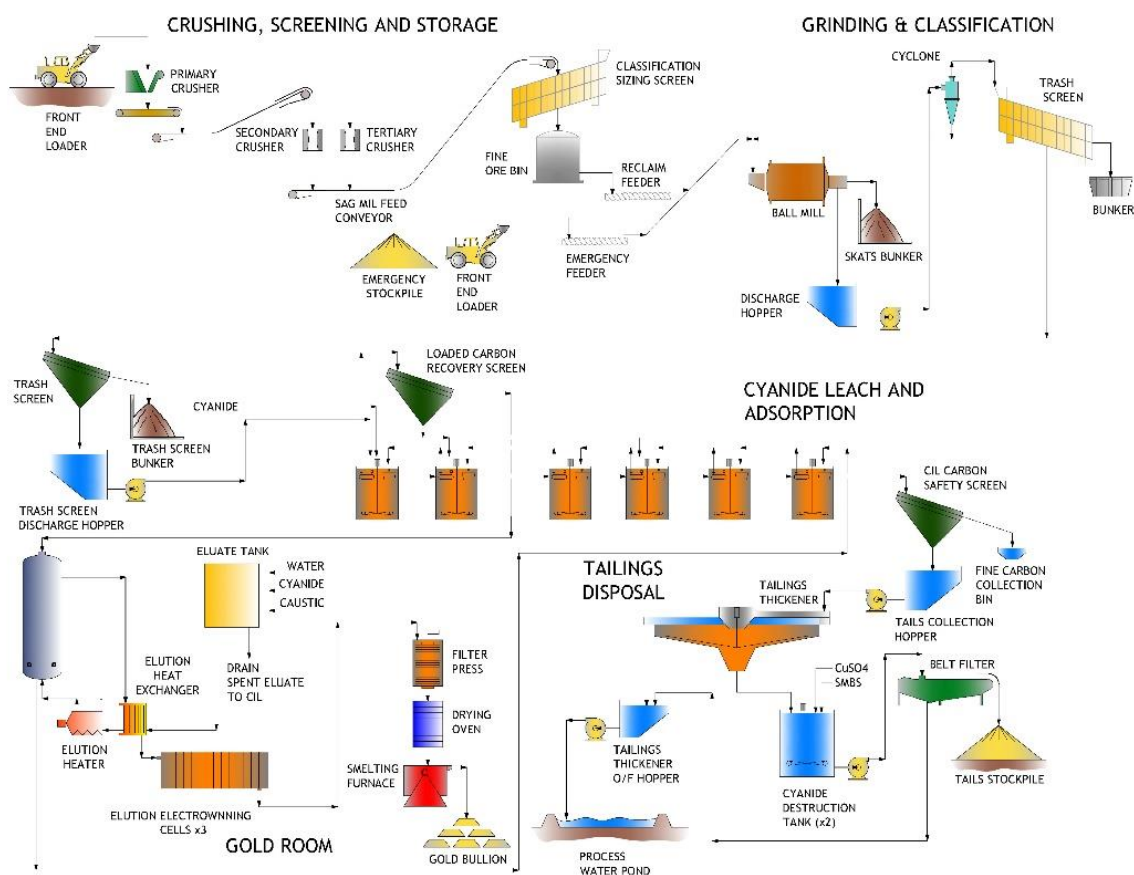 CRUSHING, SCREENING AND STORAGE
GRINDING & CLASSIFICATION
PRIMARY
CRUSHER
FRONT
END
LOADER
SECONDARY
CRUSHER
TERTIARY
CRUSHER
CLASSIFICATION
SIZING SCREEN
FINE
ORE BIN
RECLAIM
FEEDER
SAG MIL FEED
CONVEYOR
EMERGENCY
STOCKPILE
FRONT
END
LOADER
EMERGENCY
FEEDER
CYCLONE
TRASH
SCREEN
BUNKER
BALL MILL
SKATS BUNKER
DISCHARGE
HOPPER
TRASH
SCREEN
CYANIDE
TRASH SCREEN
BUNKER
TRASH SCREEN
DISCHARGE HOPPER
LOADED CARBON
RECOVERY SCREEN
CYANIDE LEACH AND
ADSORPTION
CIL CARBON
SAFETY SCREEN
FINE CARBON
COLLECTION
BIN
TAILS COLLECTION
HOPPER
ELUATE TANK
WATER
CYANIDE
CAUSTIC
DRAIN
SPENT ELUATE
TO CIL
ELUTION
HEAT
EXCHANGER
ELUTION
HEATER
ELUTION ELECTROWNNING
CELLS x3
GOLD ROOM
FILTER
PRESS
DRYING
OVEN
SMELTING
FURNACE
GOLD BULLION
TAILINGS
DISPOSAL
TAILINGS
THICKENER
CuSO4
SMBS
BELT FILTER
TAILINGS
THICKENER
O/F HOPPER
CYANIDE
DESTRUCTION
TANK (x2)
TAILS STOCKPILE
PROCESS
WATER POND